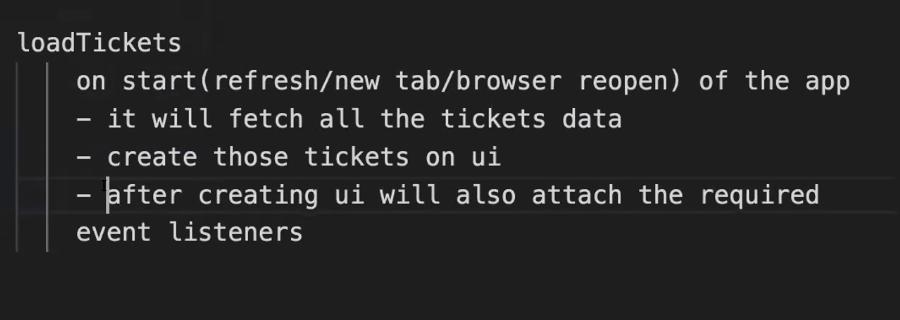 loadTickets
on start(refresh/new tab/browser reopen) of the app
- it will fetch all the tickets data
- create those tickets on ui
- after creating ui will also attach the required
event listeners